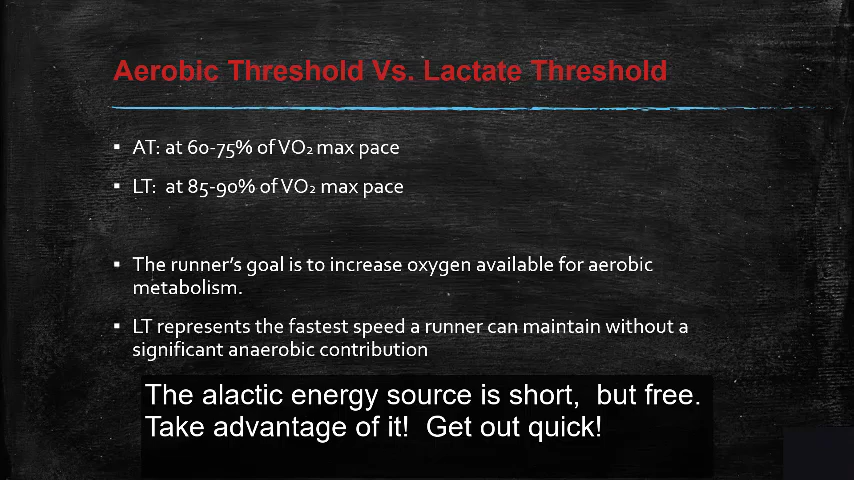 Aerobic Threshold Vs. Lactate Threshold
▪ AT: at 60-75% of VO₂ max pace
▪ LT: at 85-90% of VO₂ max pace
▪ The runner's goal is to increase oxygen available for aerobic
metabolism.
▪ LT represents the fastest speed a runner can maintain without a
significant anaerobic contribution
The alactic energy source is short, but free.
Take advantage of it! Get out quick!